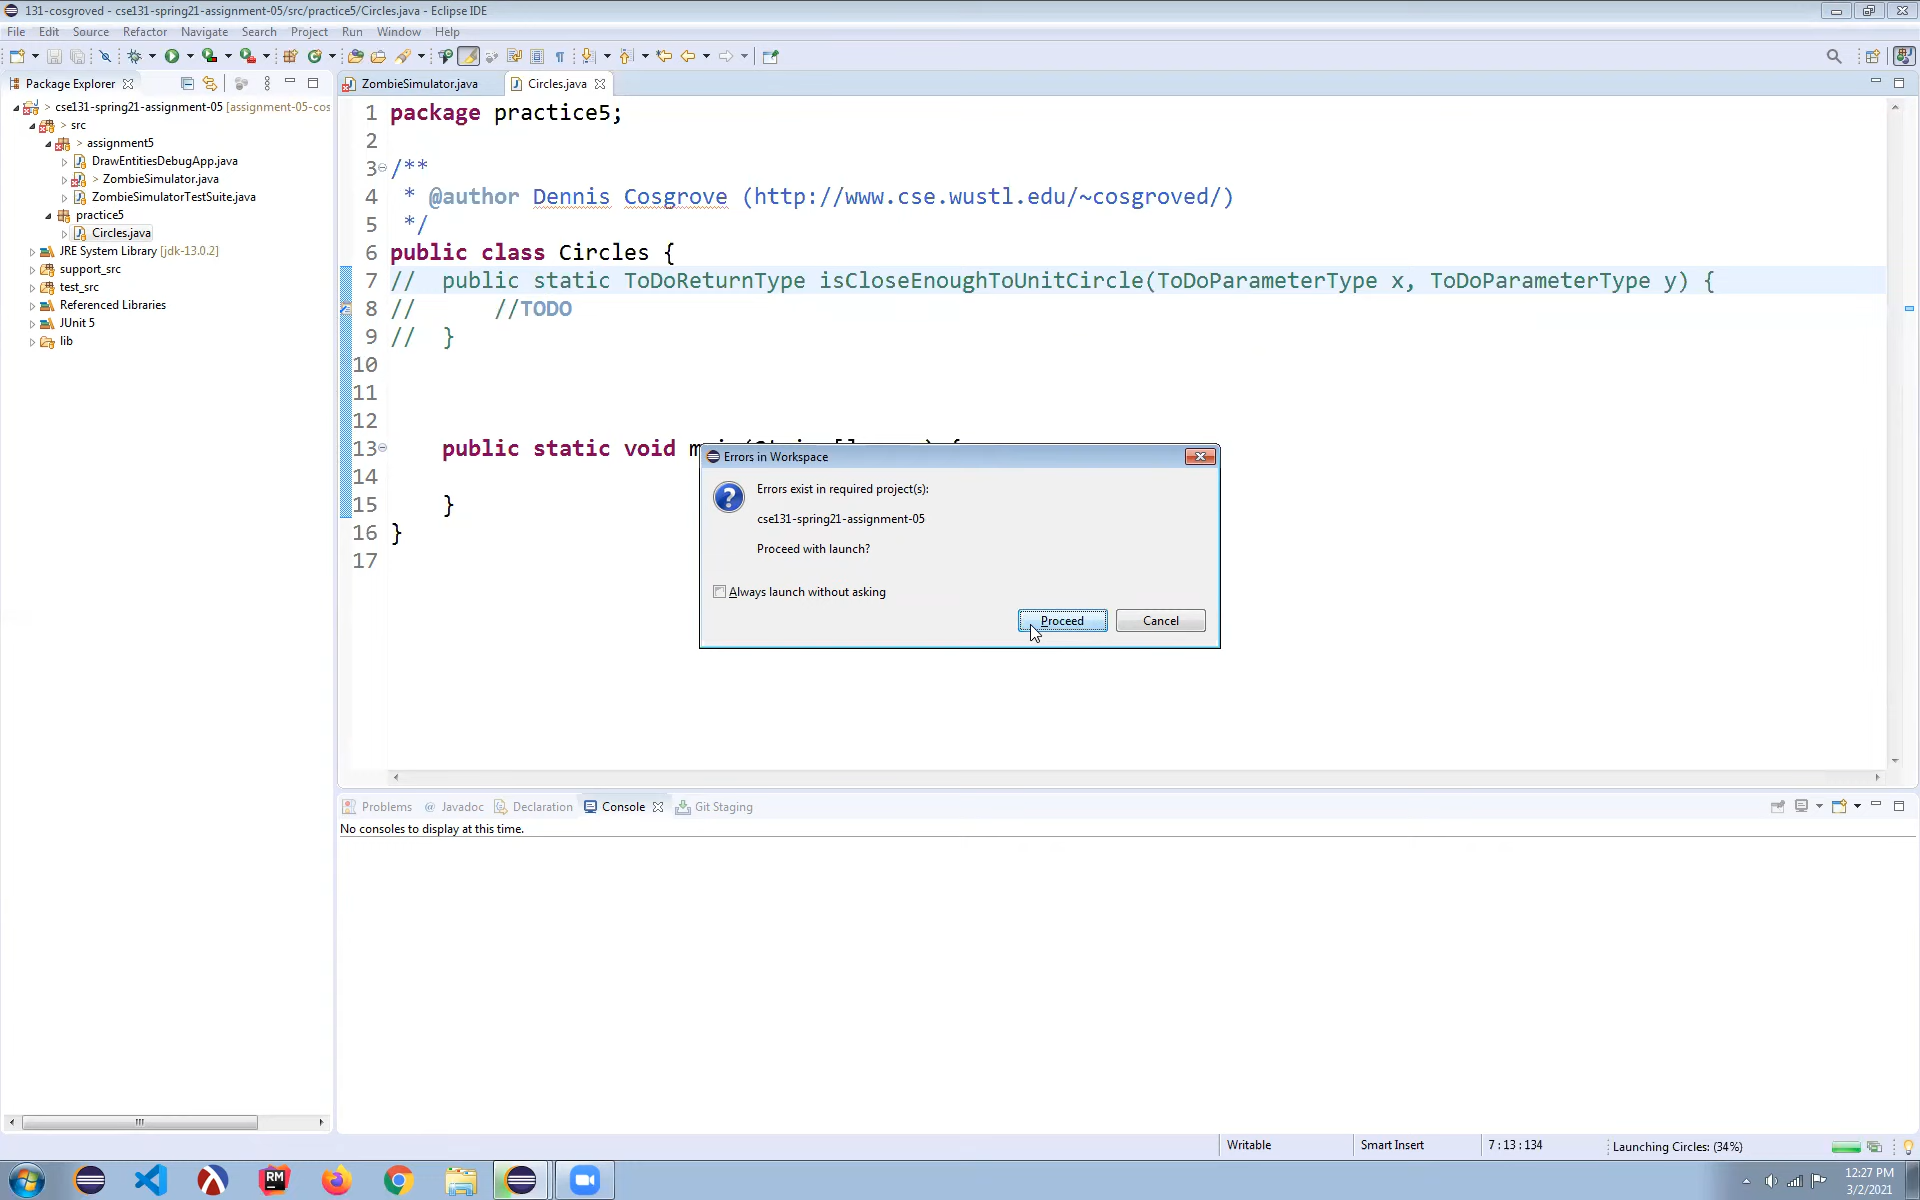 131-cosgroved - cse131-spring21-assignment-05/src/practice5/Circles.java - Eclipse IDE
File Edit Source Refactor Navigate Search Project Run Window Help
Package Explorer
> cse131-spring21-assignment-05 [assignment-05-cos
> src
> assignment5
DrawEntitiesDebugApp.java
> ZombieSimulator.java
ZombieSimulatorTestSuite.java
practice5
Circles.java
JRE System Library [jdk-13.0.2]
support_src
test_src
Referenced Libraries
JUnit 5
lib
ZombieSimulator.java Circles.java
1 package practice5;
2
3 /**
4 * @author Dennis Cosgrove (http://www.cse.wustl.edu/~cosgroved/)
5 */
6 public class Circles {
7 // public static ToDoReturnType isCloseEnoughToUnitCircle(ToDoParameterType x, ToDoParameterType y) {
8 // //TODO
9 // }
10
11
12
13 public static void
14
15 }
16 }
17
Errors in Workspace
Errors exist in required project(s):
cse131-spring21-assignment-05
Proceed with launch?
Always launch without asking
Proceed Cancel
Problems @ Javadoc Declaration Console Git Staging
No consoles to display at this time.
Writable Smart Insert 7 : 13 : 134 Launching Circles: (34%)
RM
12:27 PM
3/2/2021